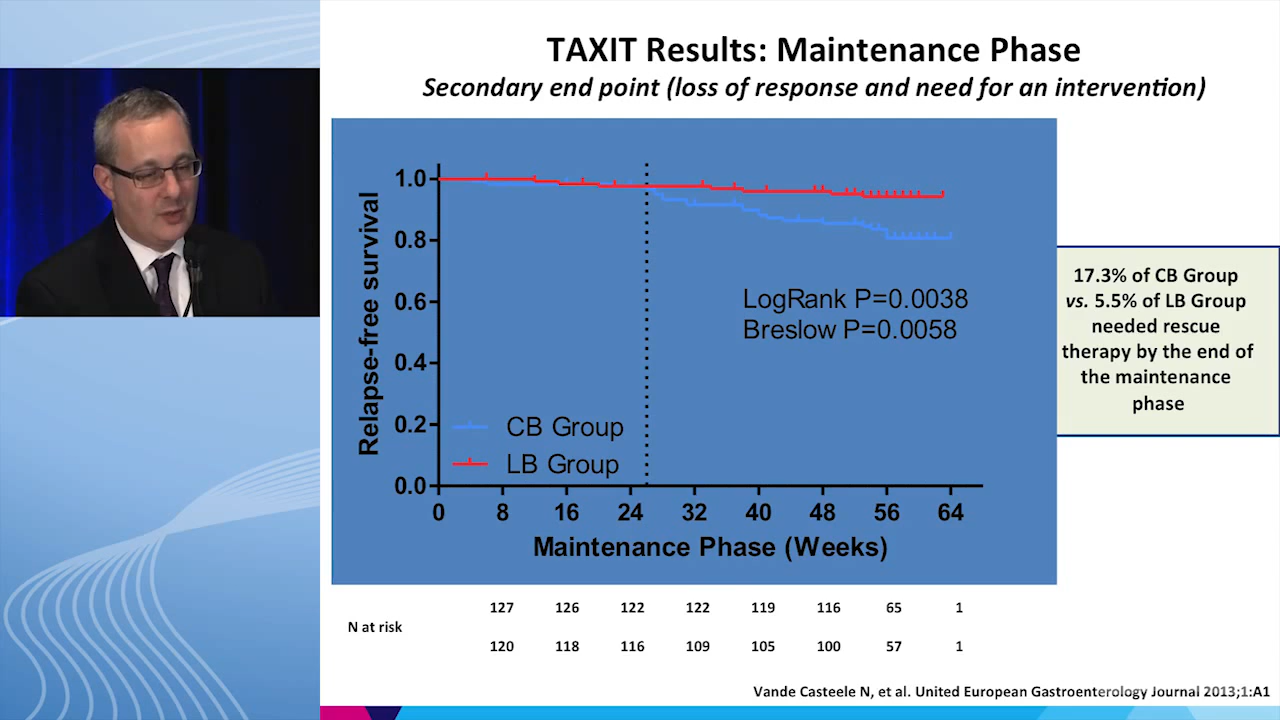 TAXIT Results: Maintenance Phase
Secondary end point (loss of response and need for an intervention)
Relapse-free survival
1.0
0.8
0.6
0.4
0.2
0.0
LogRank P=0.0038
Breslow P=0.0058
CB Group
LB Group
0 8 16 24 32 40 48 56 64
Maintenance Phase (Weeks)
17.3% of CB Group
vs. 5.5% of LB Group
needed rescue
therapy by the end of
the maintenance
phase
127 126 122 122 119 116 65 1
N at risk
120 118 116 109 105 100 57 1
Vande Casteele N, et al. United European Gastroenterology Journal 2013;1:A1